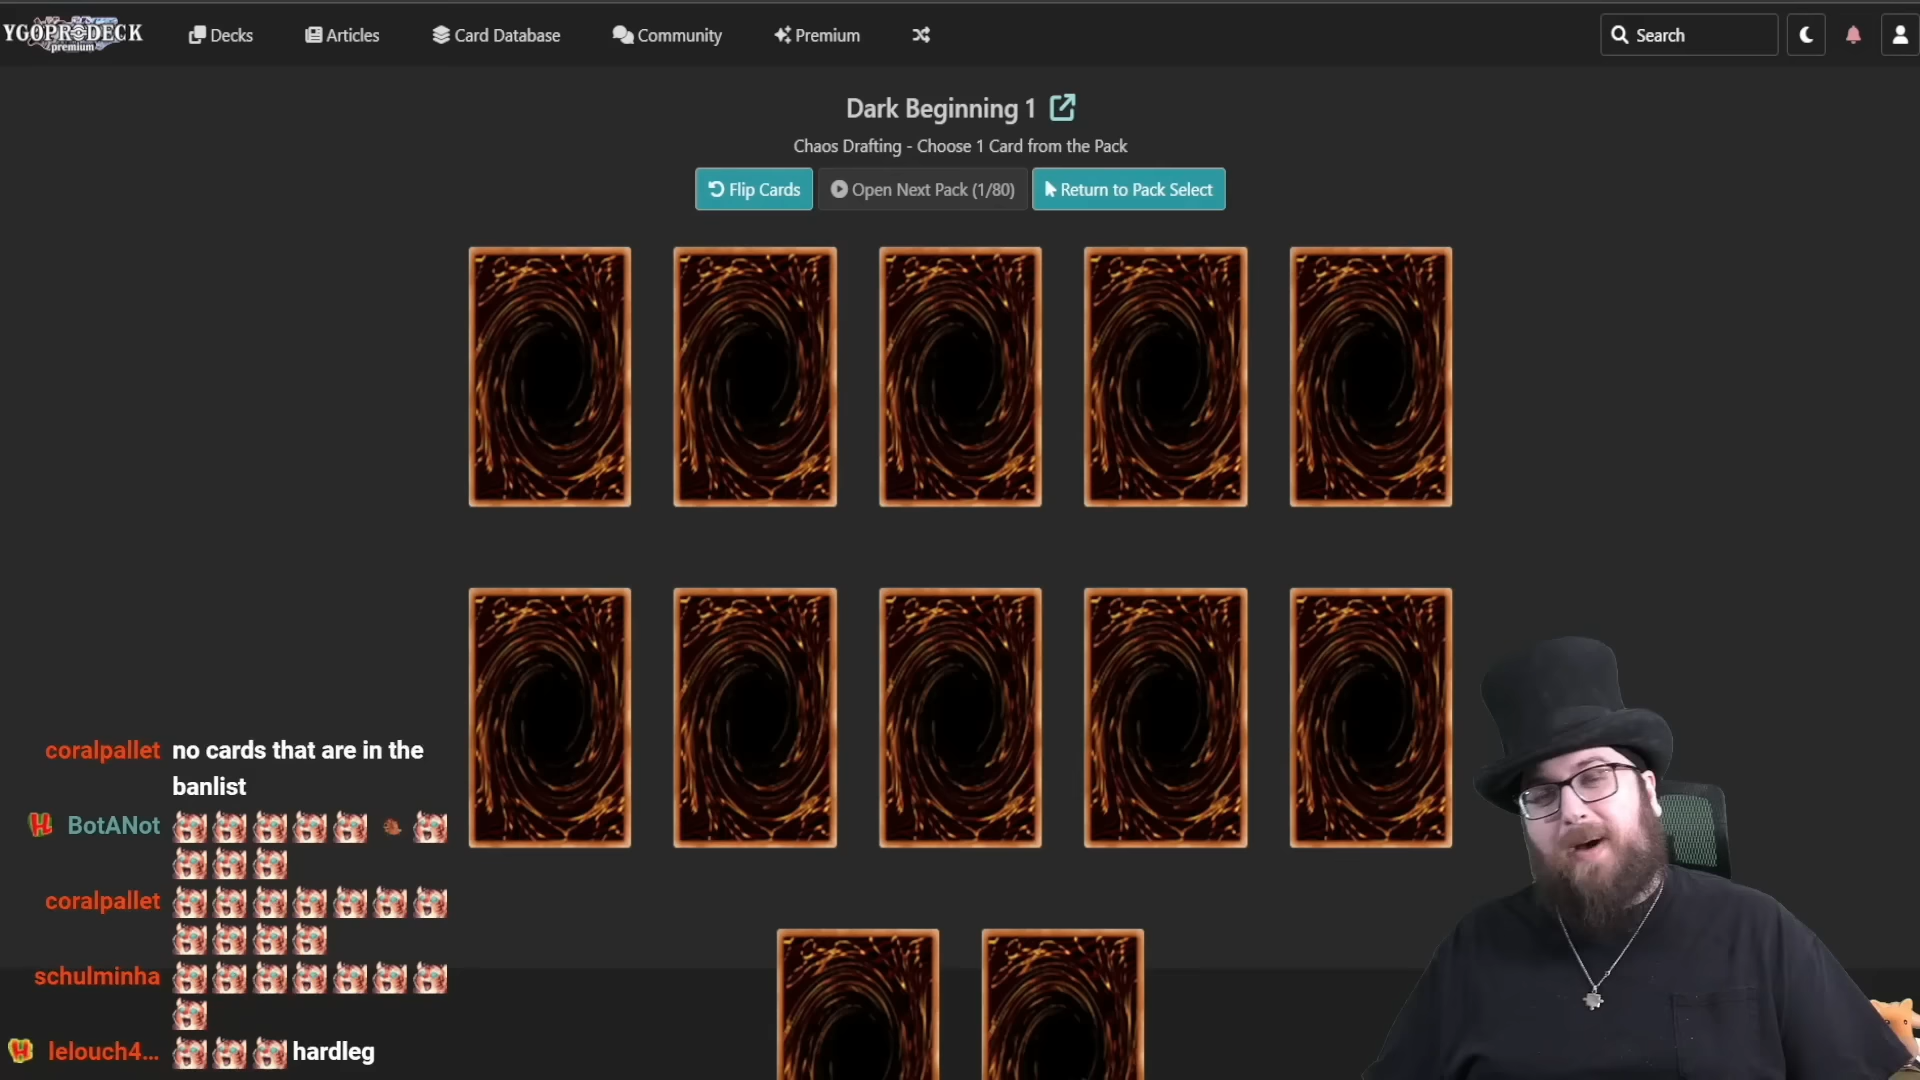 YGOPRODECK
premium
Decks
Articles
Card Database
Community
Premium
Search
Dark Beginning 1
Chaos Drafting - Choose 1 Card from the Pack
Flip Cards
Open Next Pack (1/80)
Return to Pack Select
coralpallet no cards that are in the
banlist
BotANot
coralpallet
schulminha
lelouch4... hardleg